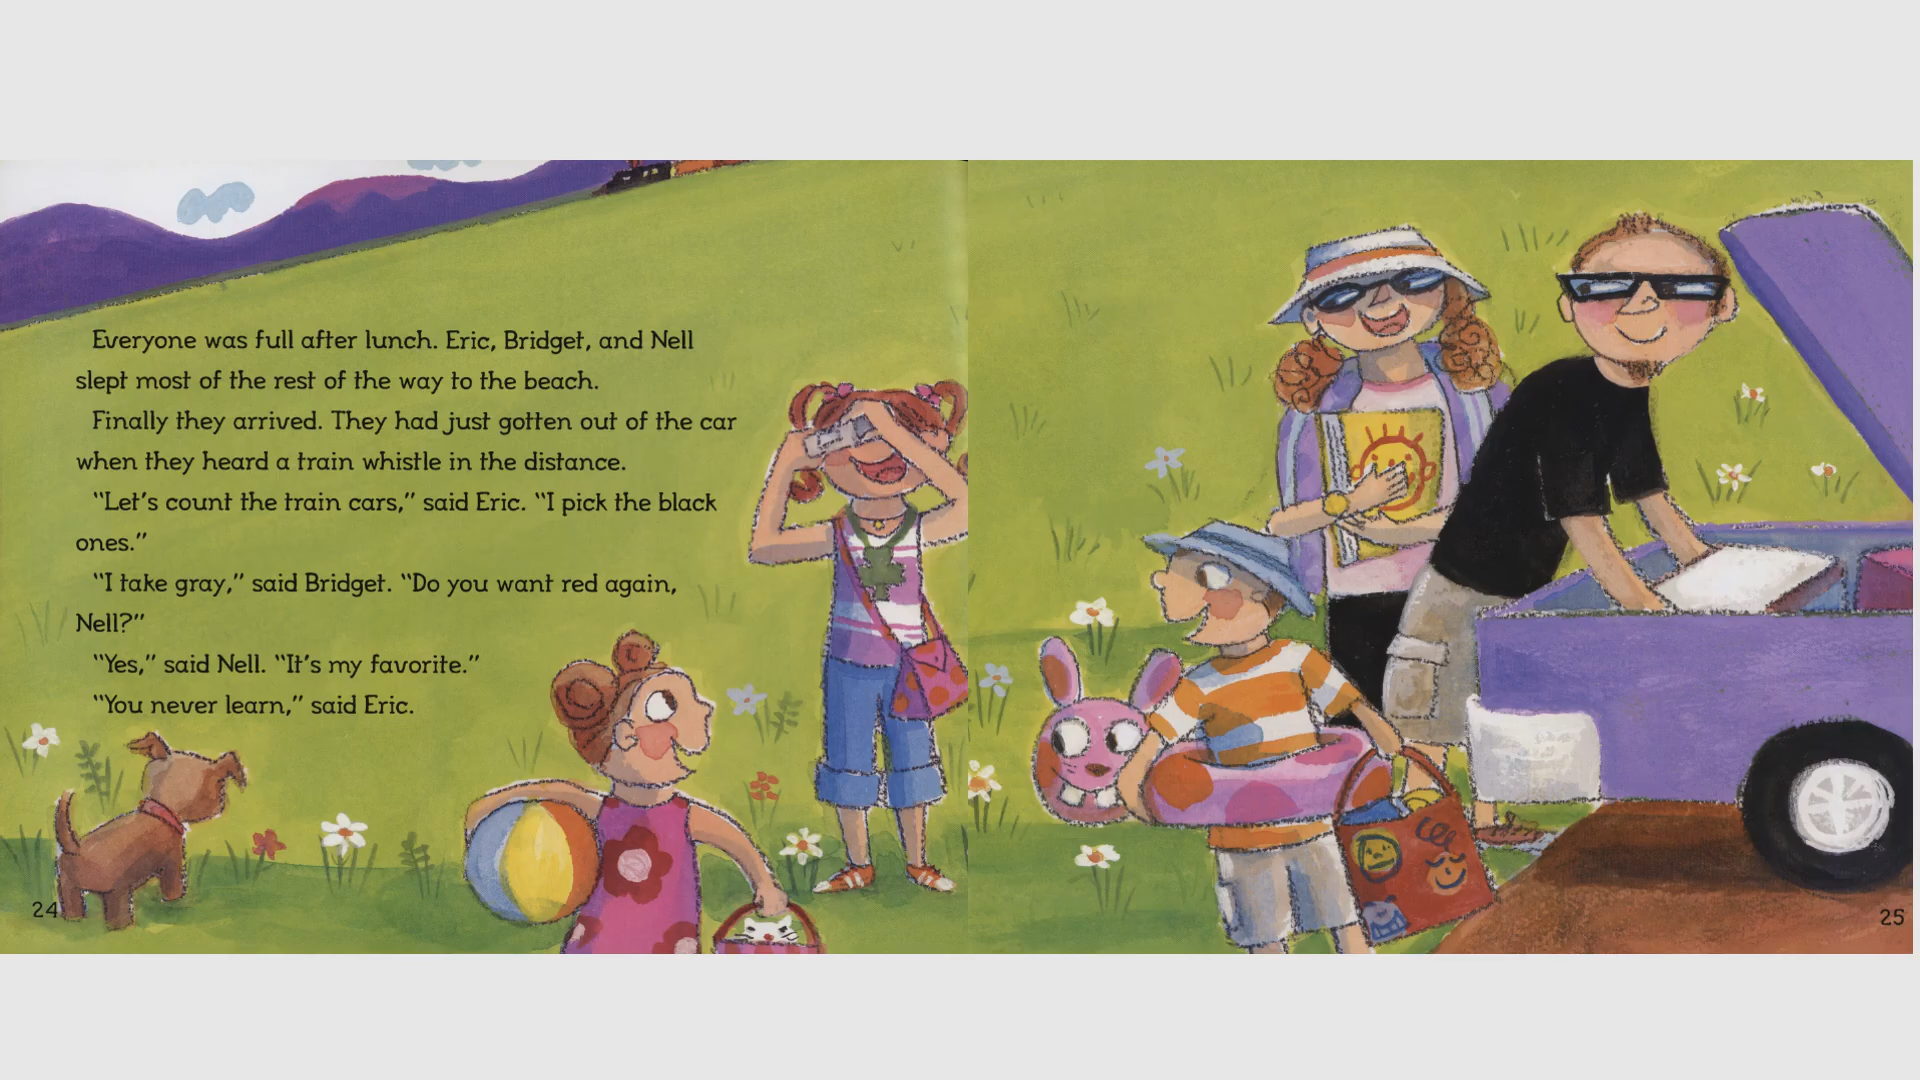 Everyone was full after lunch. Eric, Bridget, and Nell
slept most of the rest of the way to the beach.
Finally they arrived. They had just gotten out of the car
when they heard a train whistle in the distance.
“Let’s count the train cars,” said Eric. “I pick the black
ones.”
“I take gray,” said Bridget. “Do you want red again,
Nell?”
“Yes,” said Nell. “It’s my favorite.”
“You never learn,” said Eric.
24
25